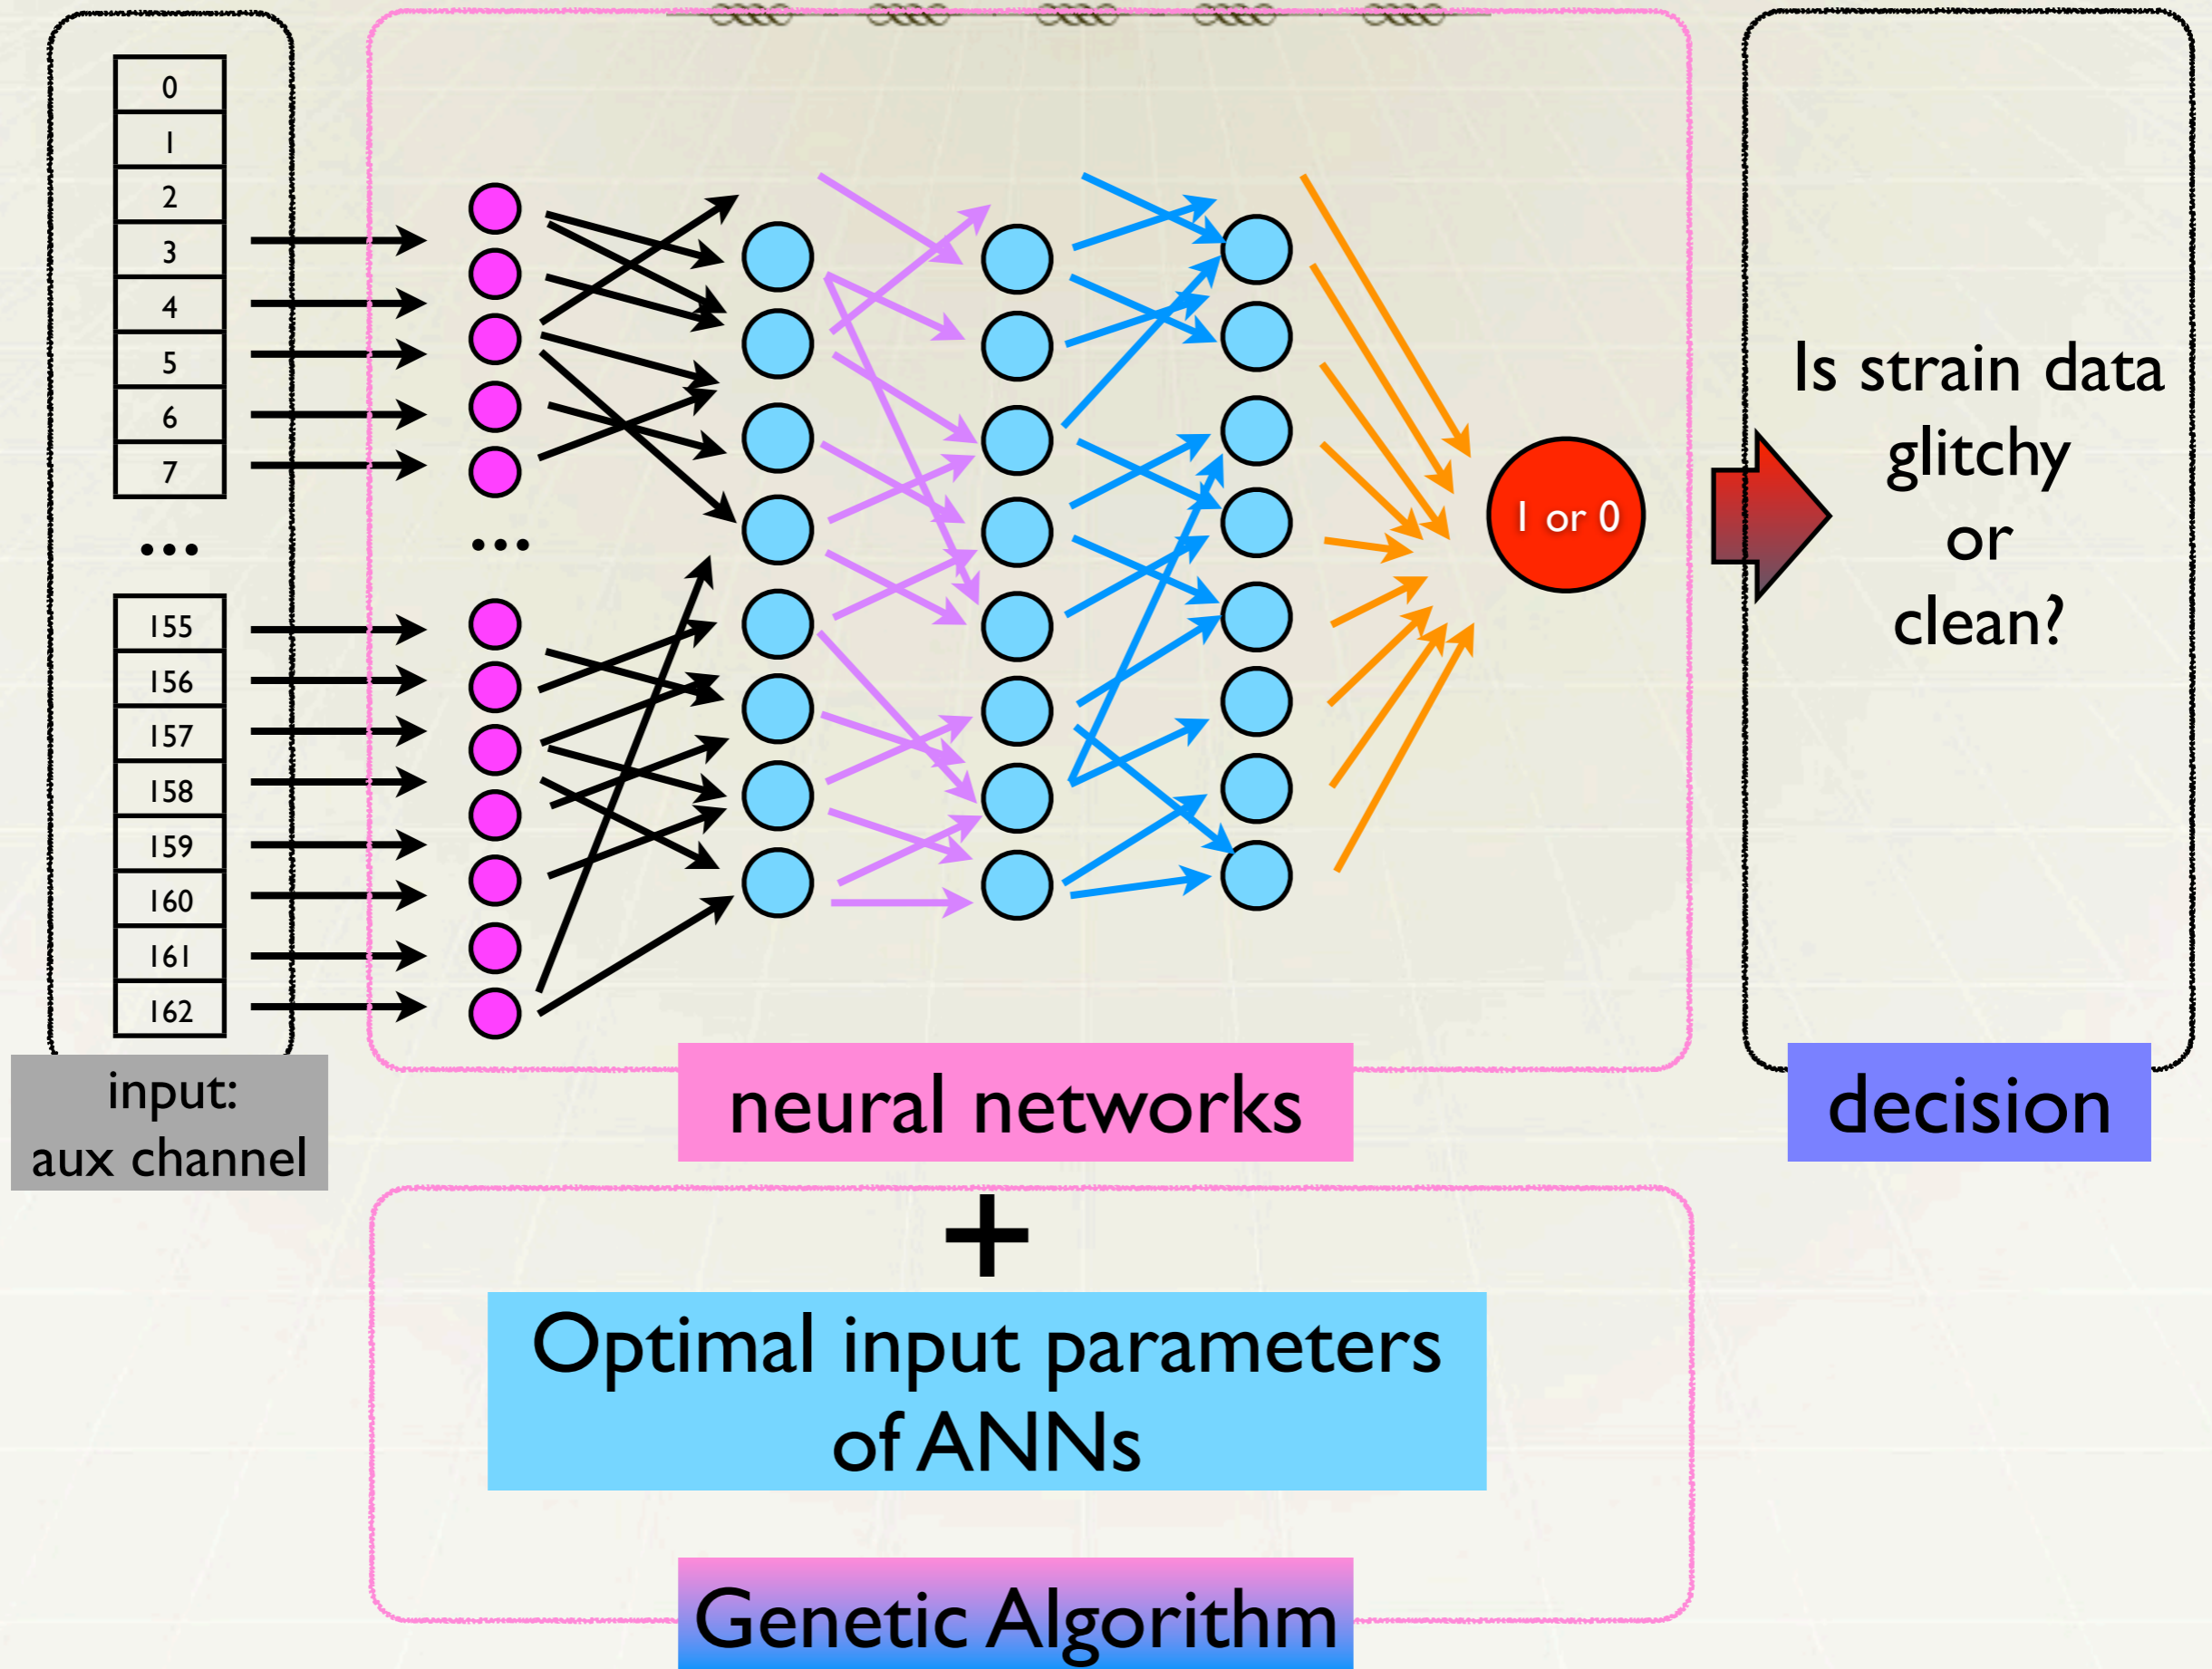 0
1
2
3
4
5
6
7
...
155
156
157
158
159
160
161
162
input:
aux channel
...
1 or 0
neural networks
Is strain data
glitchy
or
clean?
decision
+
Optimal input parameters
of ANNs
Genetic Algorithm